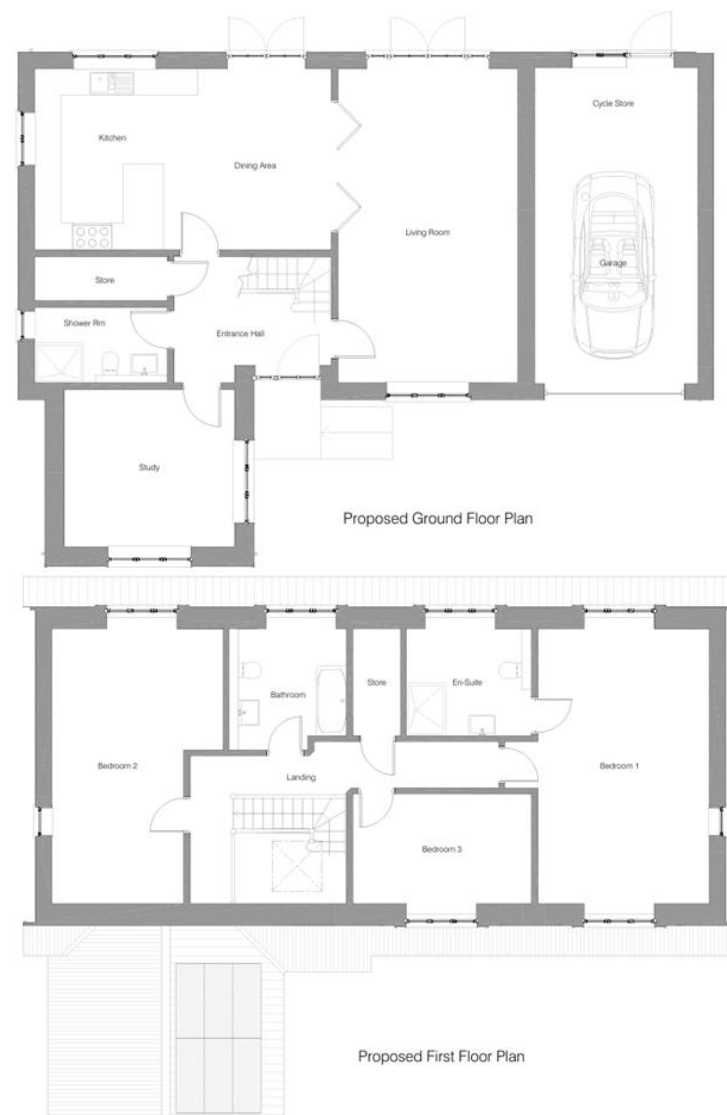 Cycle Store
Kitchen
Dining Area
Living Room
Garage
Store
Shower Rm
Entrance Hall
Study
Proposed Ground Floor Plan
Bathroom
Store
En-Suite
Bedroom 2
Landing
Bedroom 1
Bedroom 3
Proposed First Floor Plan